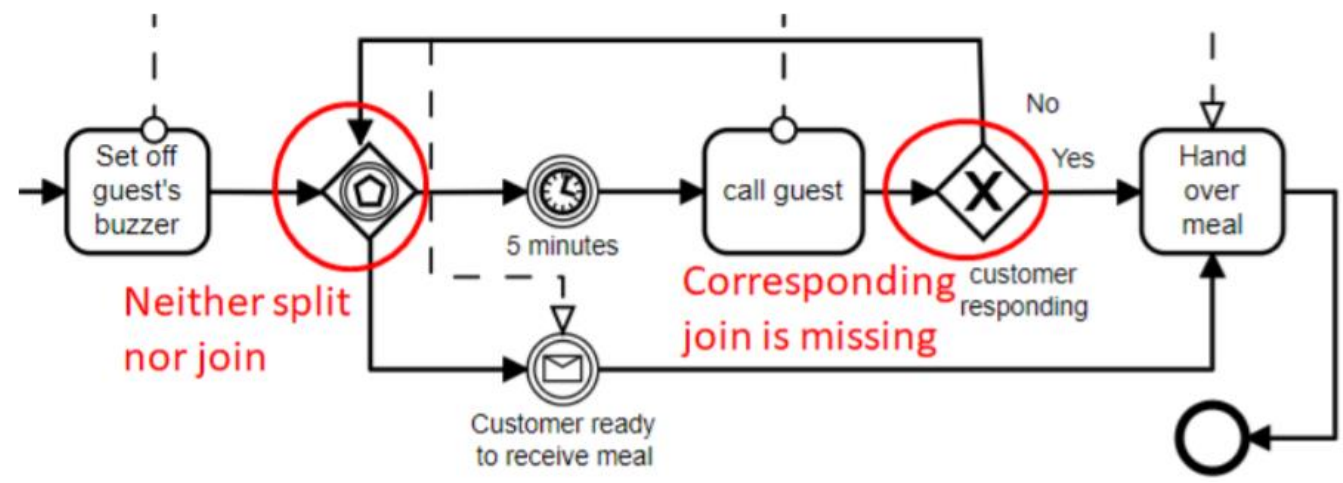 Set off
guest's
buzzer
Neither split
nor join
5 minutes
Customer ready
to receive meal
call guest
Corresponding
join is missing
X
No
Yes
customer
responding
Hand
over
meal